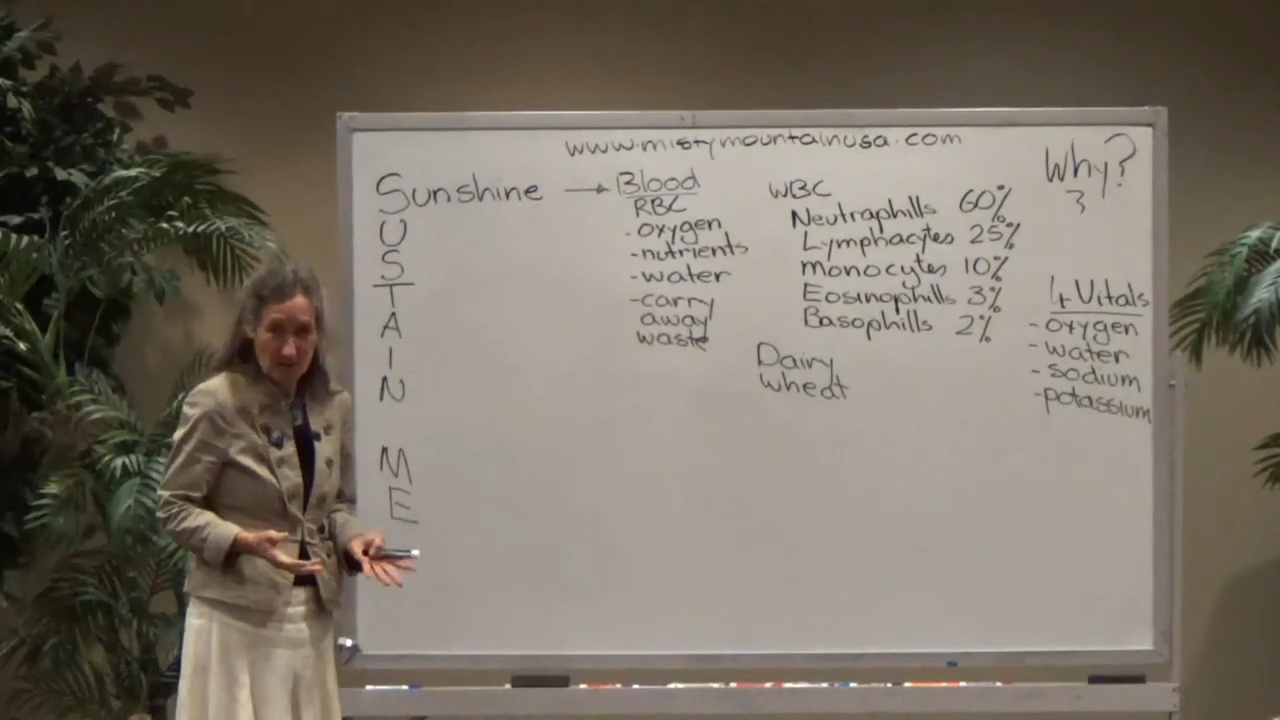 www.mistymountainusa.com
Sunshine → Blood
U
S
T
A
I
N
M
E
RBC
-oxygen
-nutrients
-water
-carry
away
waste
WBC
Neutraphills 60%
Lymphacytes 25%
monocytes 10%
Eosinophills 3%
Basophills 2%
Dairy
wheat
Why?
3
4 Vitals
-oxygen
-water
-sodium
-potassium